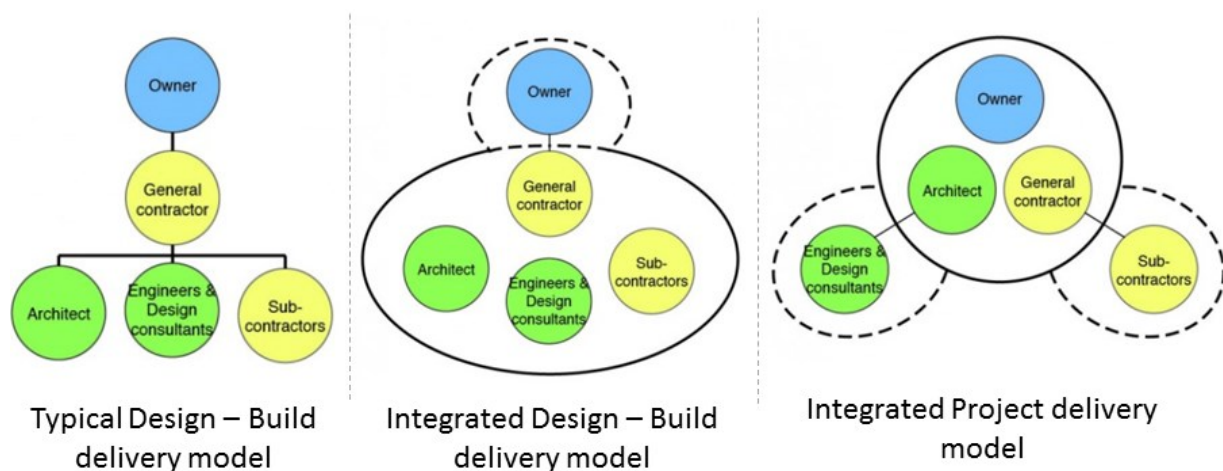 Owner
General
contractor
Architect
Engineers &
Design
consultants
Sub-
contractors
Typical Design – Build
delivery model
Owner
General
contractor
Architect
Engineers &
Design
consultants
Sub-
contractors
Integrated Design – Build
delivery model
Owner
Architect
General
contractor
Engineers &
Design
consultants
Sub-
contractors
Integrated Project delivery
model